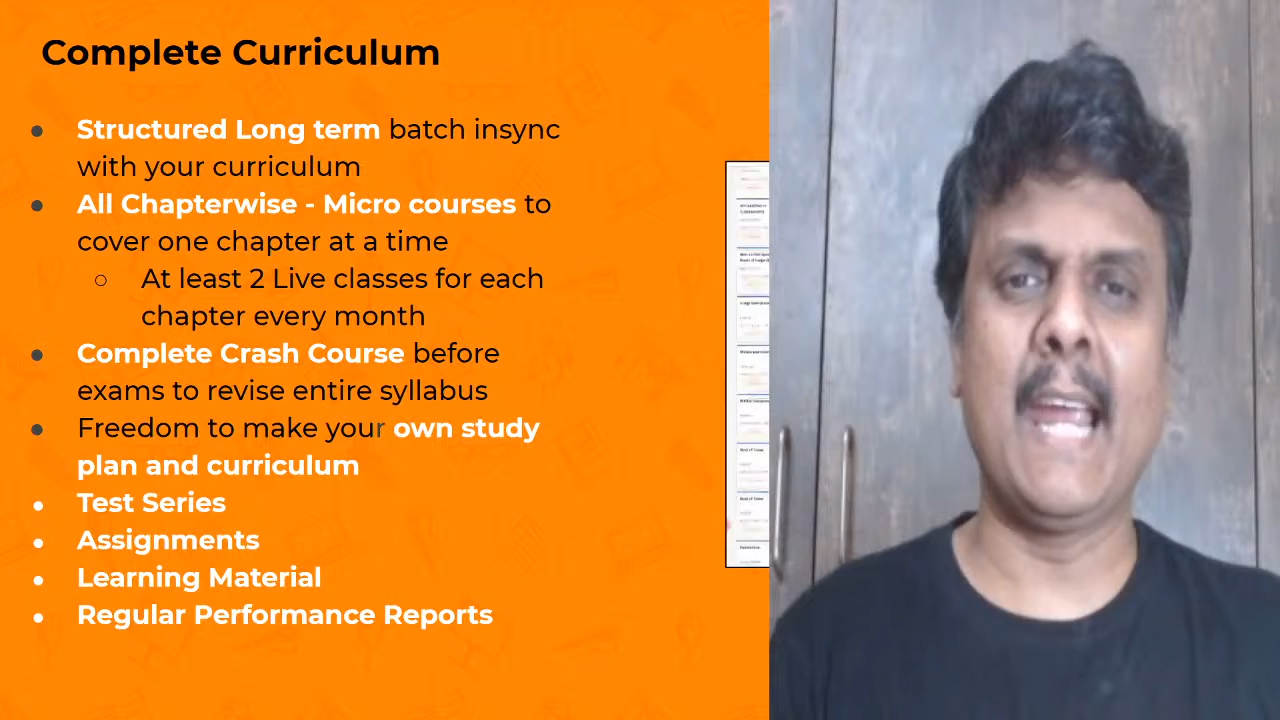 Complete Curriculum
Structured Long term batch insync
with your curriculum
All Chapterwise - Micro courses to
cover one chapter at a time
At least 2 Live classes for each
chapter every month
Complete Crash Course before
exams to revise entire syllabus
Freedom to make your own study
plan and curriculum
Test Series
Assignments
Learning Material
Regular Performance Reports